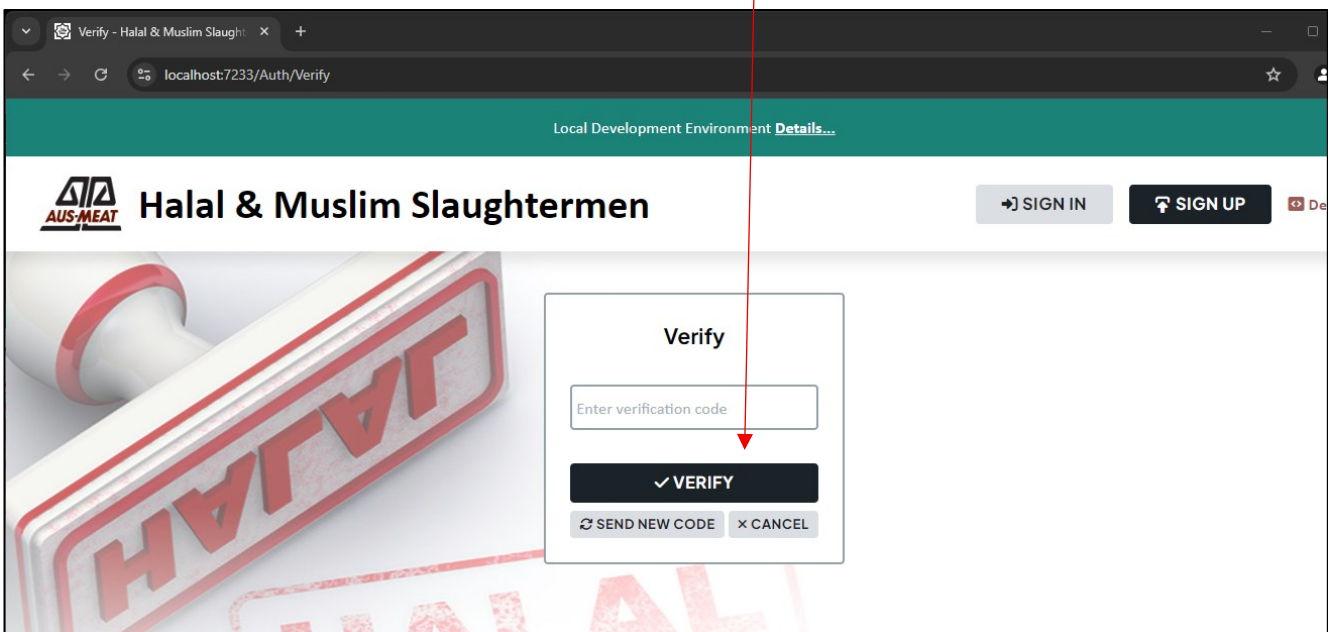 Verify - Halal & Muslim Slaught
localhost:7233/Auth/Verify
Local Development Environment Details...
AUS-MEAT
Halal & Muslim Slaughtermen
SIGN IN
SIGN UP
De
Verify
Enter verification code
VERIFY
SEND NEW CODE
CANCEL
HALAL
HALAL